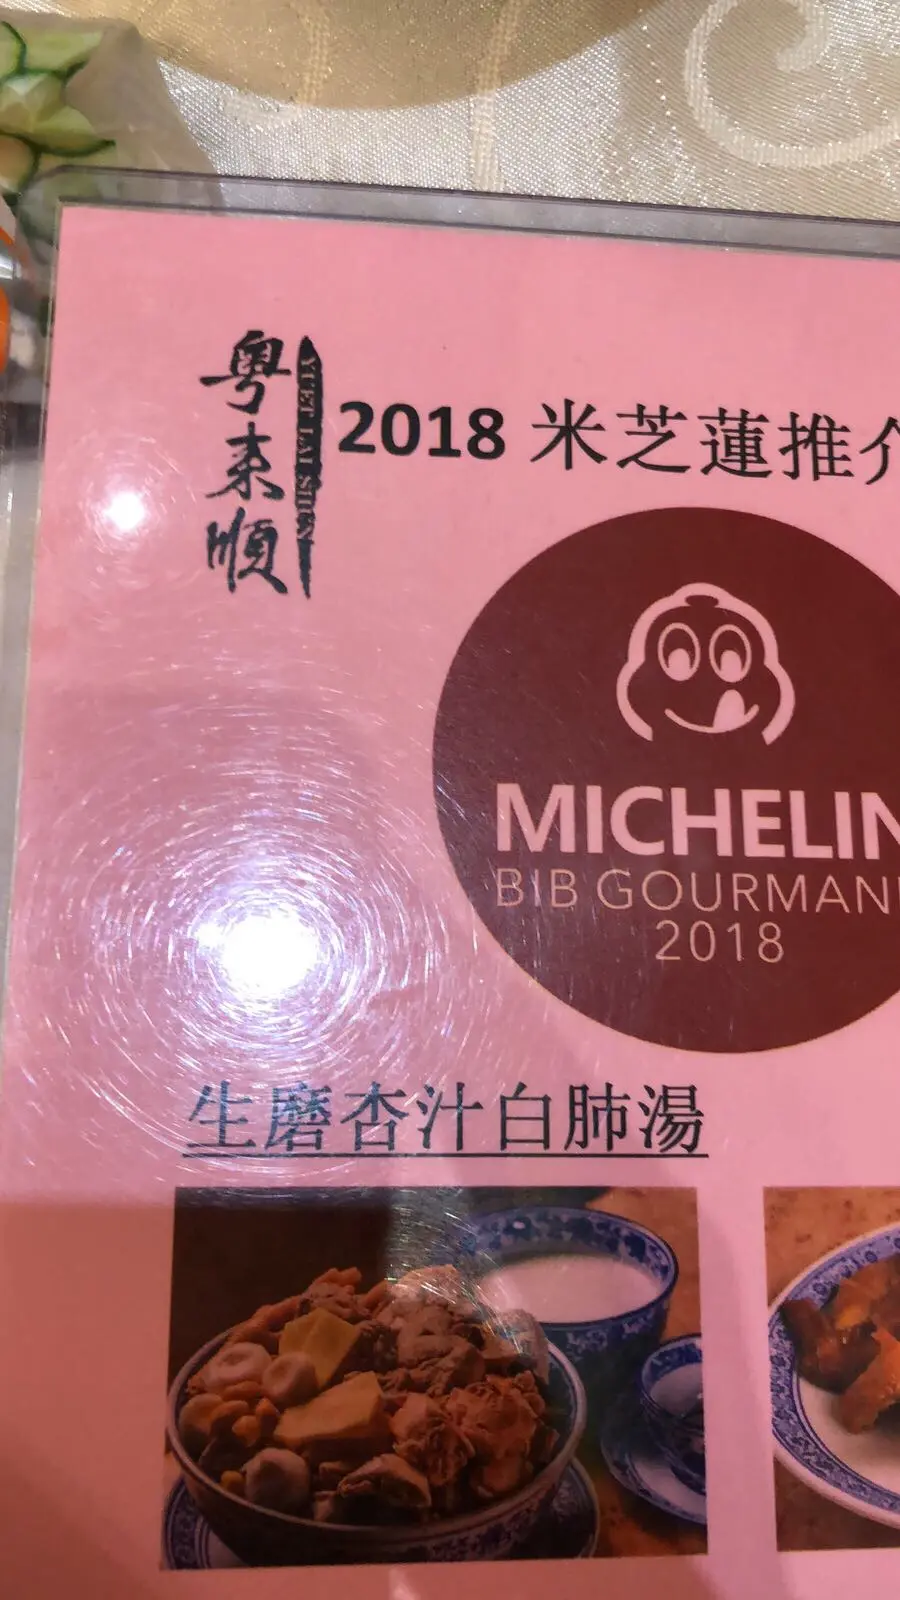 粵來順
YUET LAI SHUN
2018 米芝蓮推介
MICHELIN
BIB GOURMAN
2018
生磨杏汁白肺湯